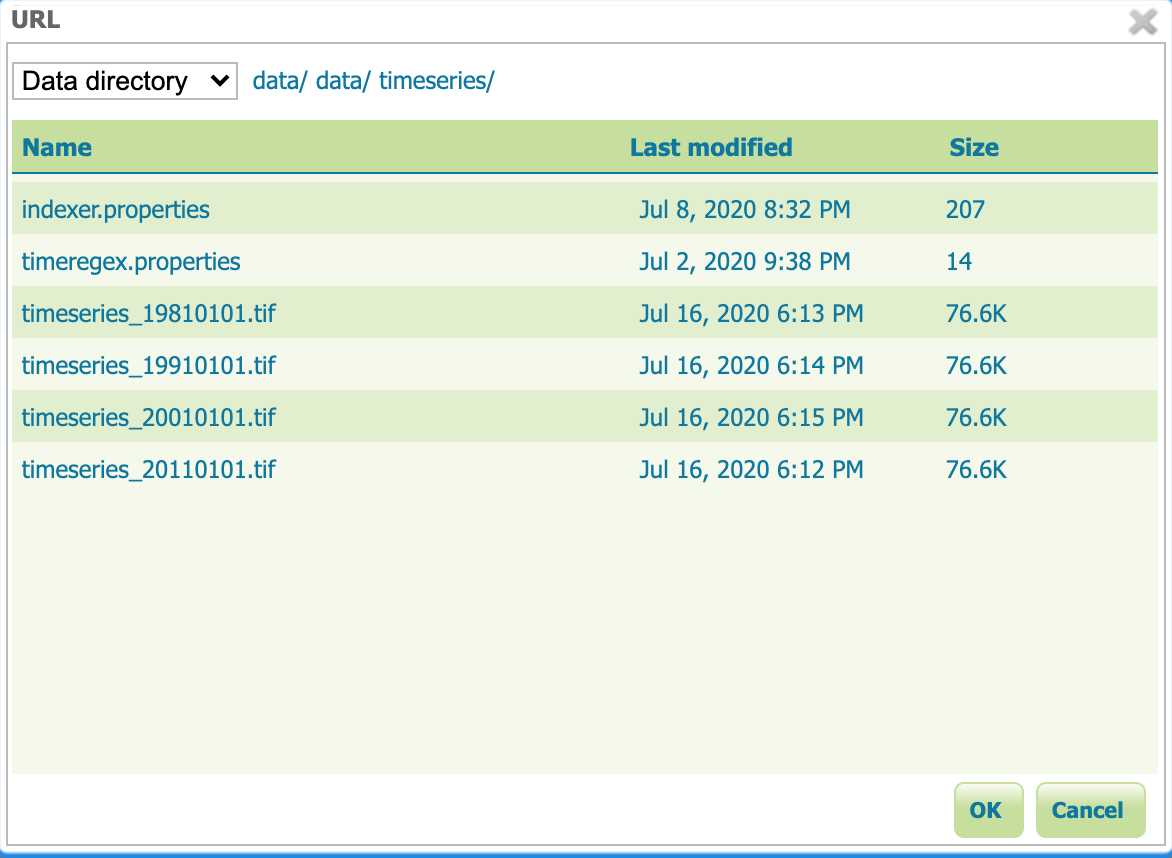 URL
Data directory data/ data/ timeseries/
Name Last modified Size
indexer.properties Jul 8, 2020 8:32 PM 207
timeregex.properties Jul 2, 2020 9:38 PM 14
timeseries_19810101.tif Jul 16, 2020 6:13 PM 76.6K
timeseries_19910101.tif Jul 16, 2020 6:14 PM 76.6K
timeseries_20010101.tif Jul 16, 2020 6:15 PM 76.6K
timeseries_20110101.tif Jul 16, 2020 6:12 PM 76.6K
OK Cancel